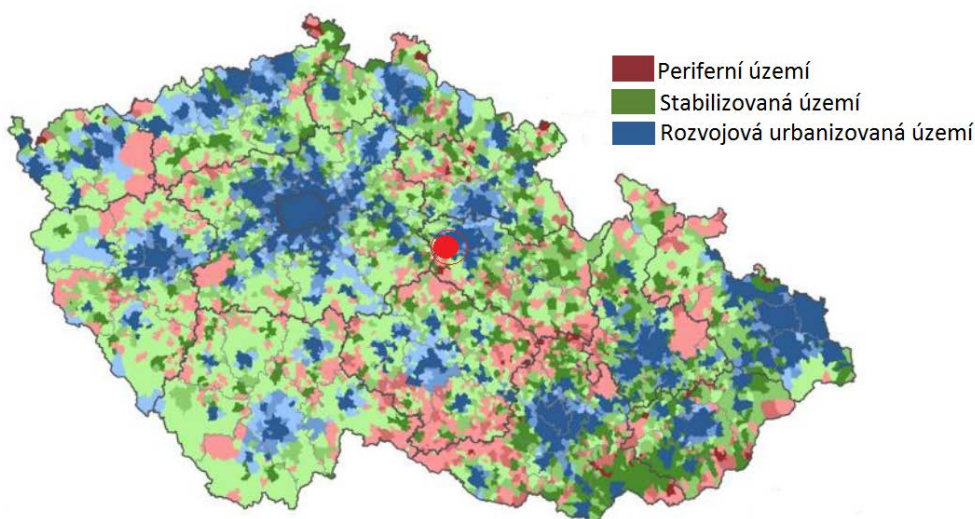 Periferní území
Stabilizovaná území
Rozvojová urbanizovaná území